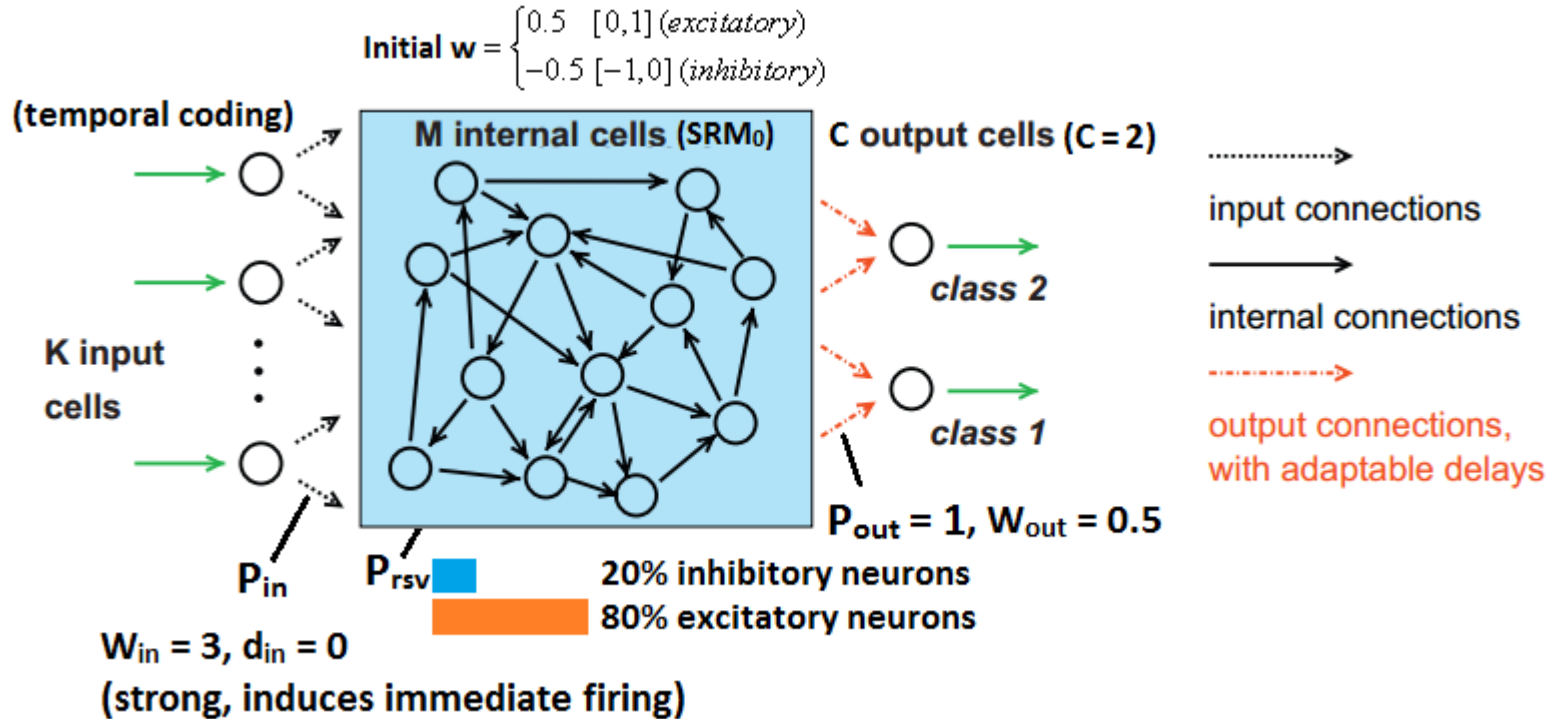 Initial w = {0.5 [0,1] (excitatory)
−0.5 [−1,0] (inhibitory)
(temporal coding)
M internal cells (SRM₀)
C output cells (C = 2)
input connections
class 2
internal connections
K input
cells
class 1
output connections,
with adaptable delays
Pout = 1, Wout = 0.5
Pin
Prsv
20% inhibitory neurons
80% excitatory neurons
Win = 3, din = 0
(strong, induces immediate firing)